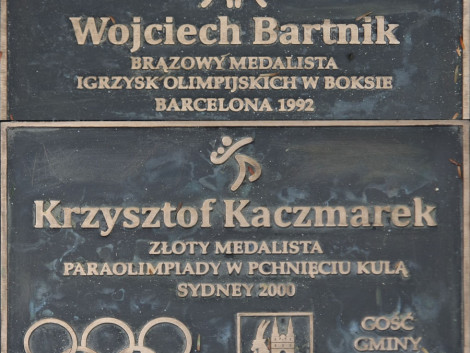 Wojciech Bartnik
BRĄZOWY MEDALISTA
IGRZYSK OLIMPIJSKICH W BOKSIE
BARCELONA 1992
Krzysztof Kaczmarek
ZŁOTY MEDALISTA
PARAOLIMPIADY W PCHNIĘCIU KULĄ
SYDNEY 2000
GOŚĆ
GMINY